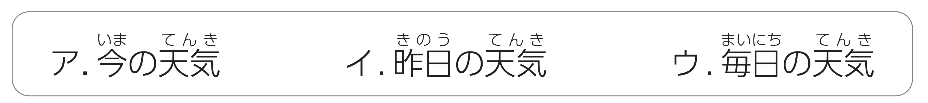 ア. 今の天気 イ. 昨日の天気 ウ. 毎日の天気
いま てんき きのう てんき まいにち てんき